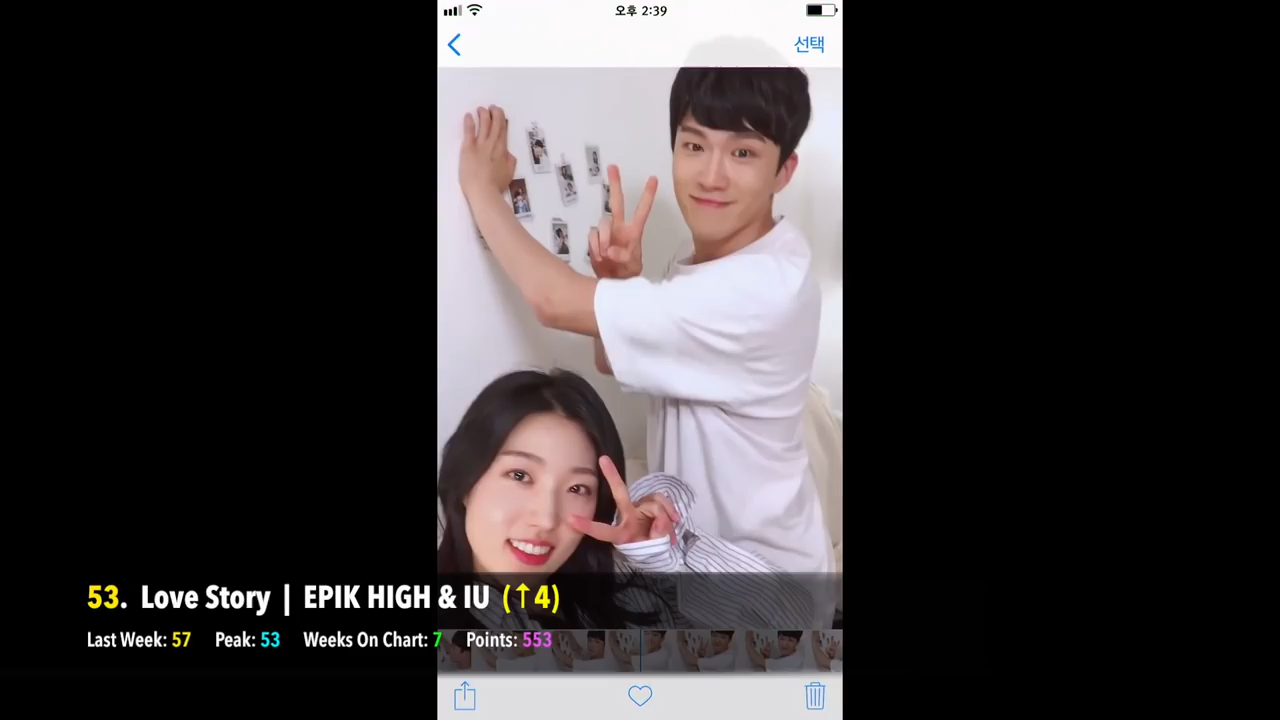 오후 2:39
선택
53. Love Story | EPIK HIGH & IU (↑4)
Last Week: 57 Peak: 53 Weeks On Chart: 7 Points: 553